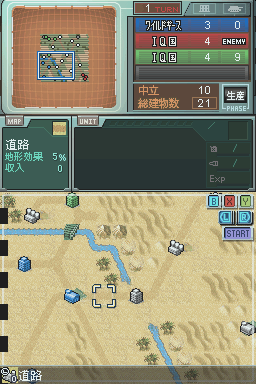 1 TURN
ワイルドギース 3 0
IQ国 4 ENEMY
IQ国 4 9
中立 10
総建物数 21
生産
PHASE
MAP
UNIT
道路
地形効果 5%
収入 0
Exp
B X Y
L R
START
道路